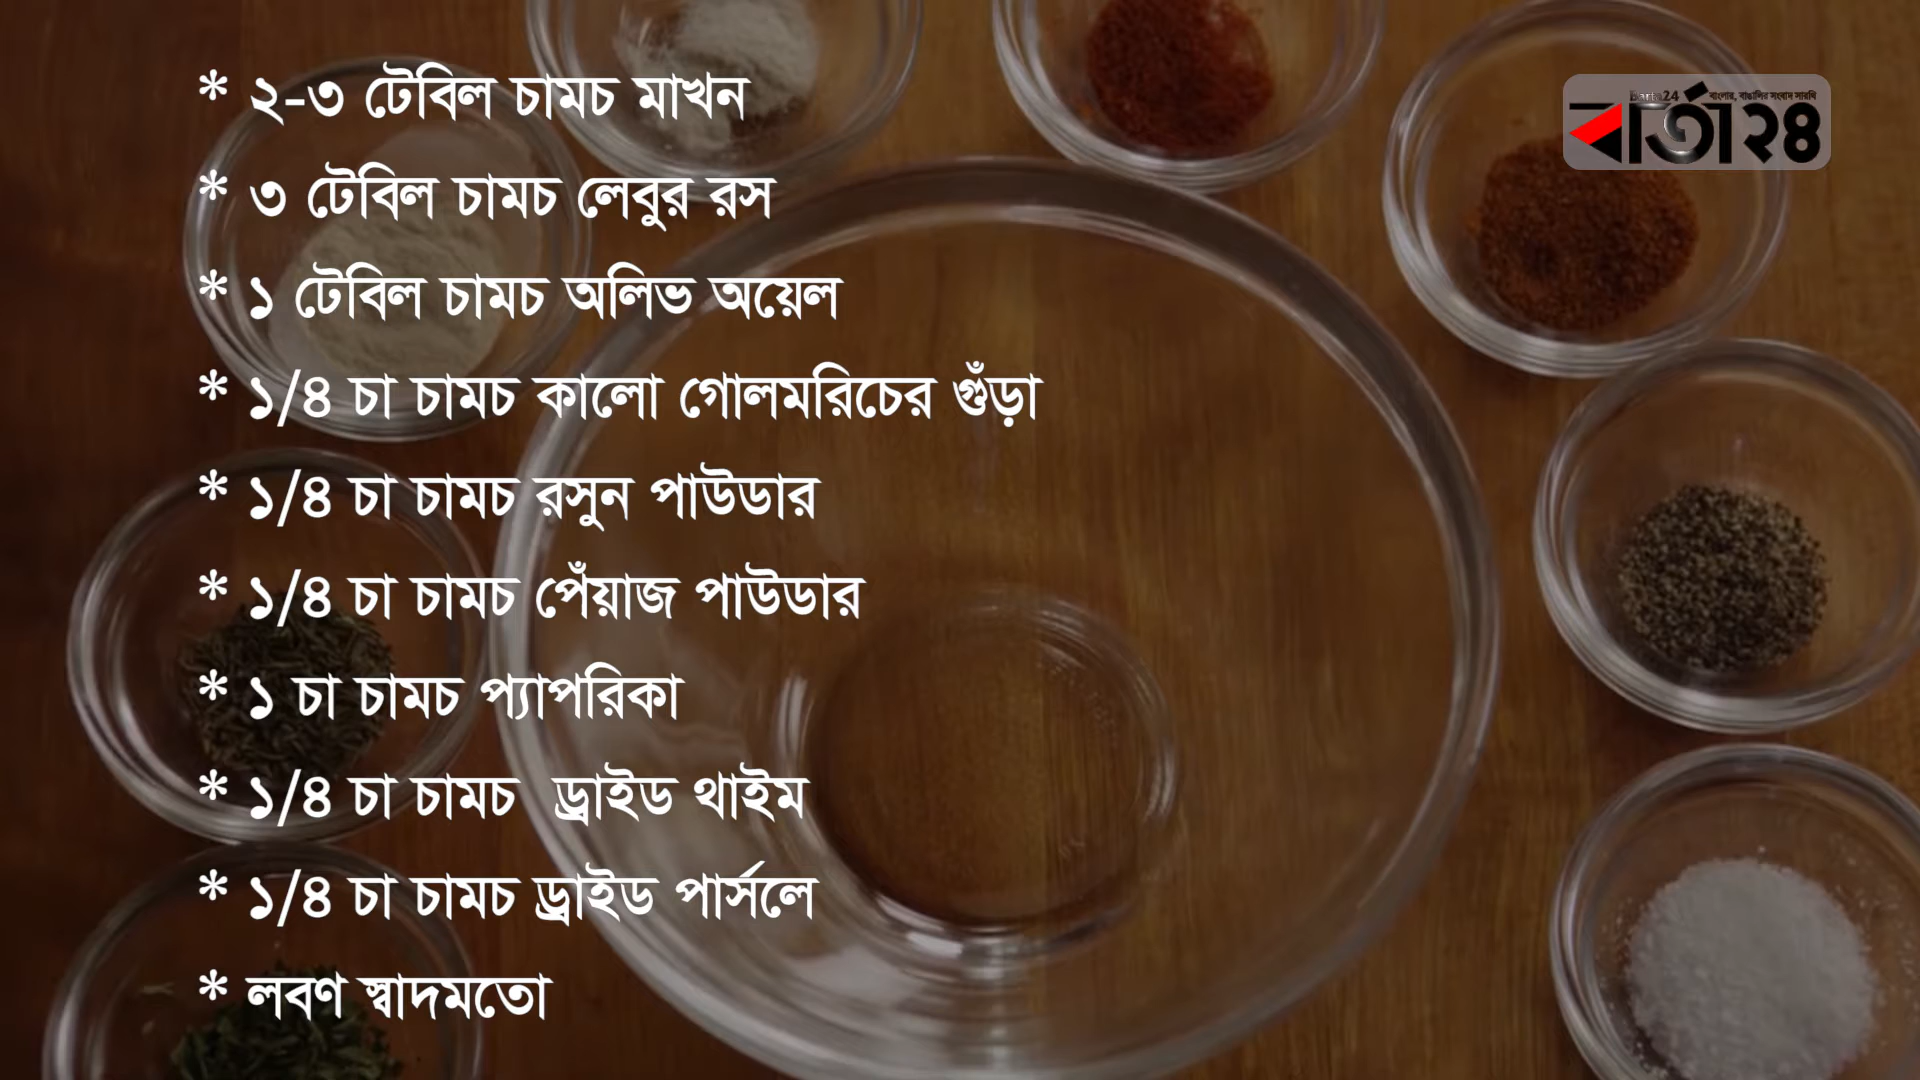 * ২-৩ টেবিল চামচ মাখন
* ৩ টেবিল চামচ লেবুর রস
* ১ টেবিল চামচ অলিভ অয়েল
* ১/৪ চা চামচ কালো গোলমরিচের গুঁড়া
* ১/৪ চা চামচ রসুন পাউডার
* ১/৪ চা চামচ পেঁয়াজ পাউডার
* ১ চা চামচ প্যাপরিকা
* ১/৪ চা চামচ ড্রাইড থাইম
* ১/৪ চা চামচ ড্রাইড পার্সলে
* লবণ স্বাদমতো
Barta24 বাংলার, বাঙালির সংবাদ সারথি
বার্তা২৪